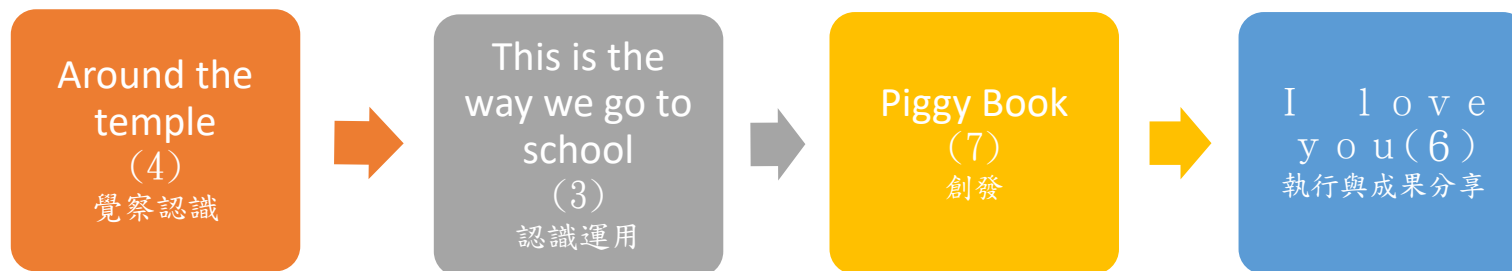 Around the
temple
（4）
覺察認識
This is the
way we go to
school
（3）
認識運用
Piggy Book
（7）
創發
Ｉ　ｌｏｖｅ
ｙｏｕ(６)
執行與成果分享